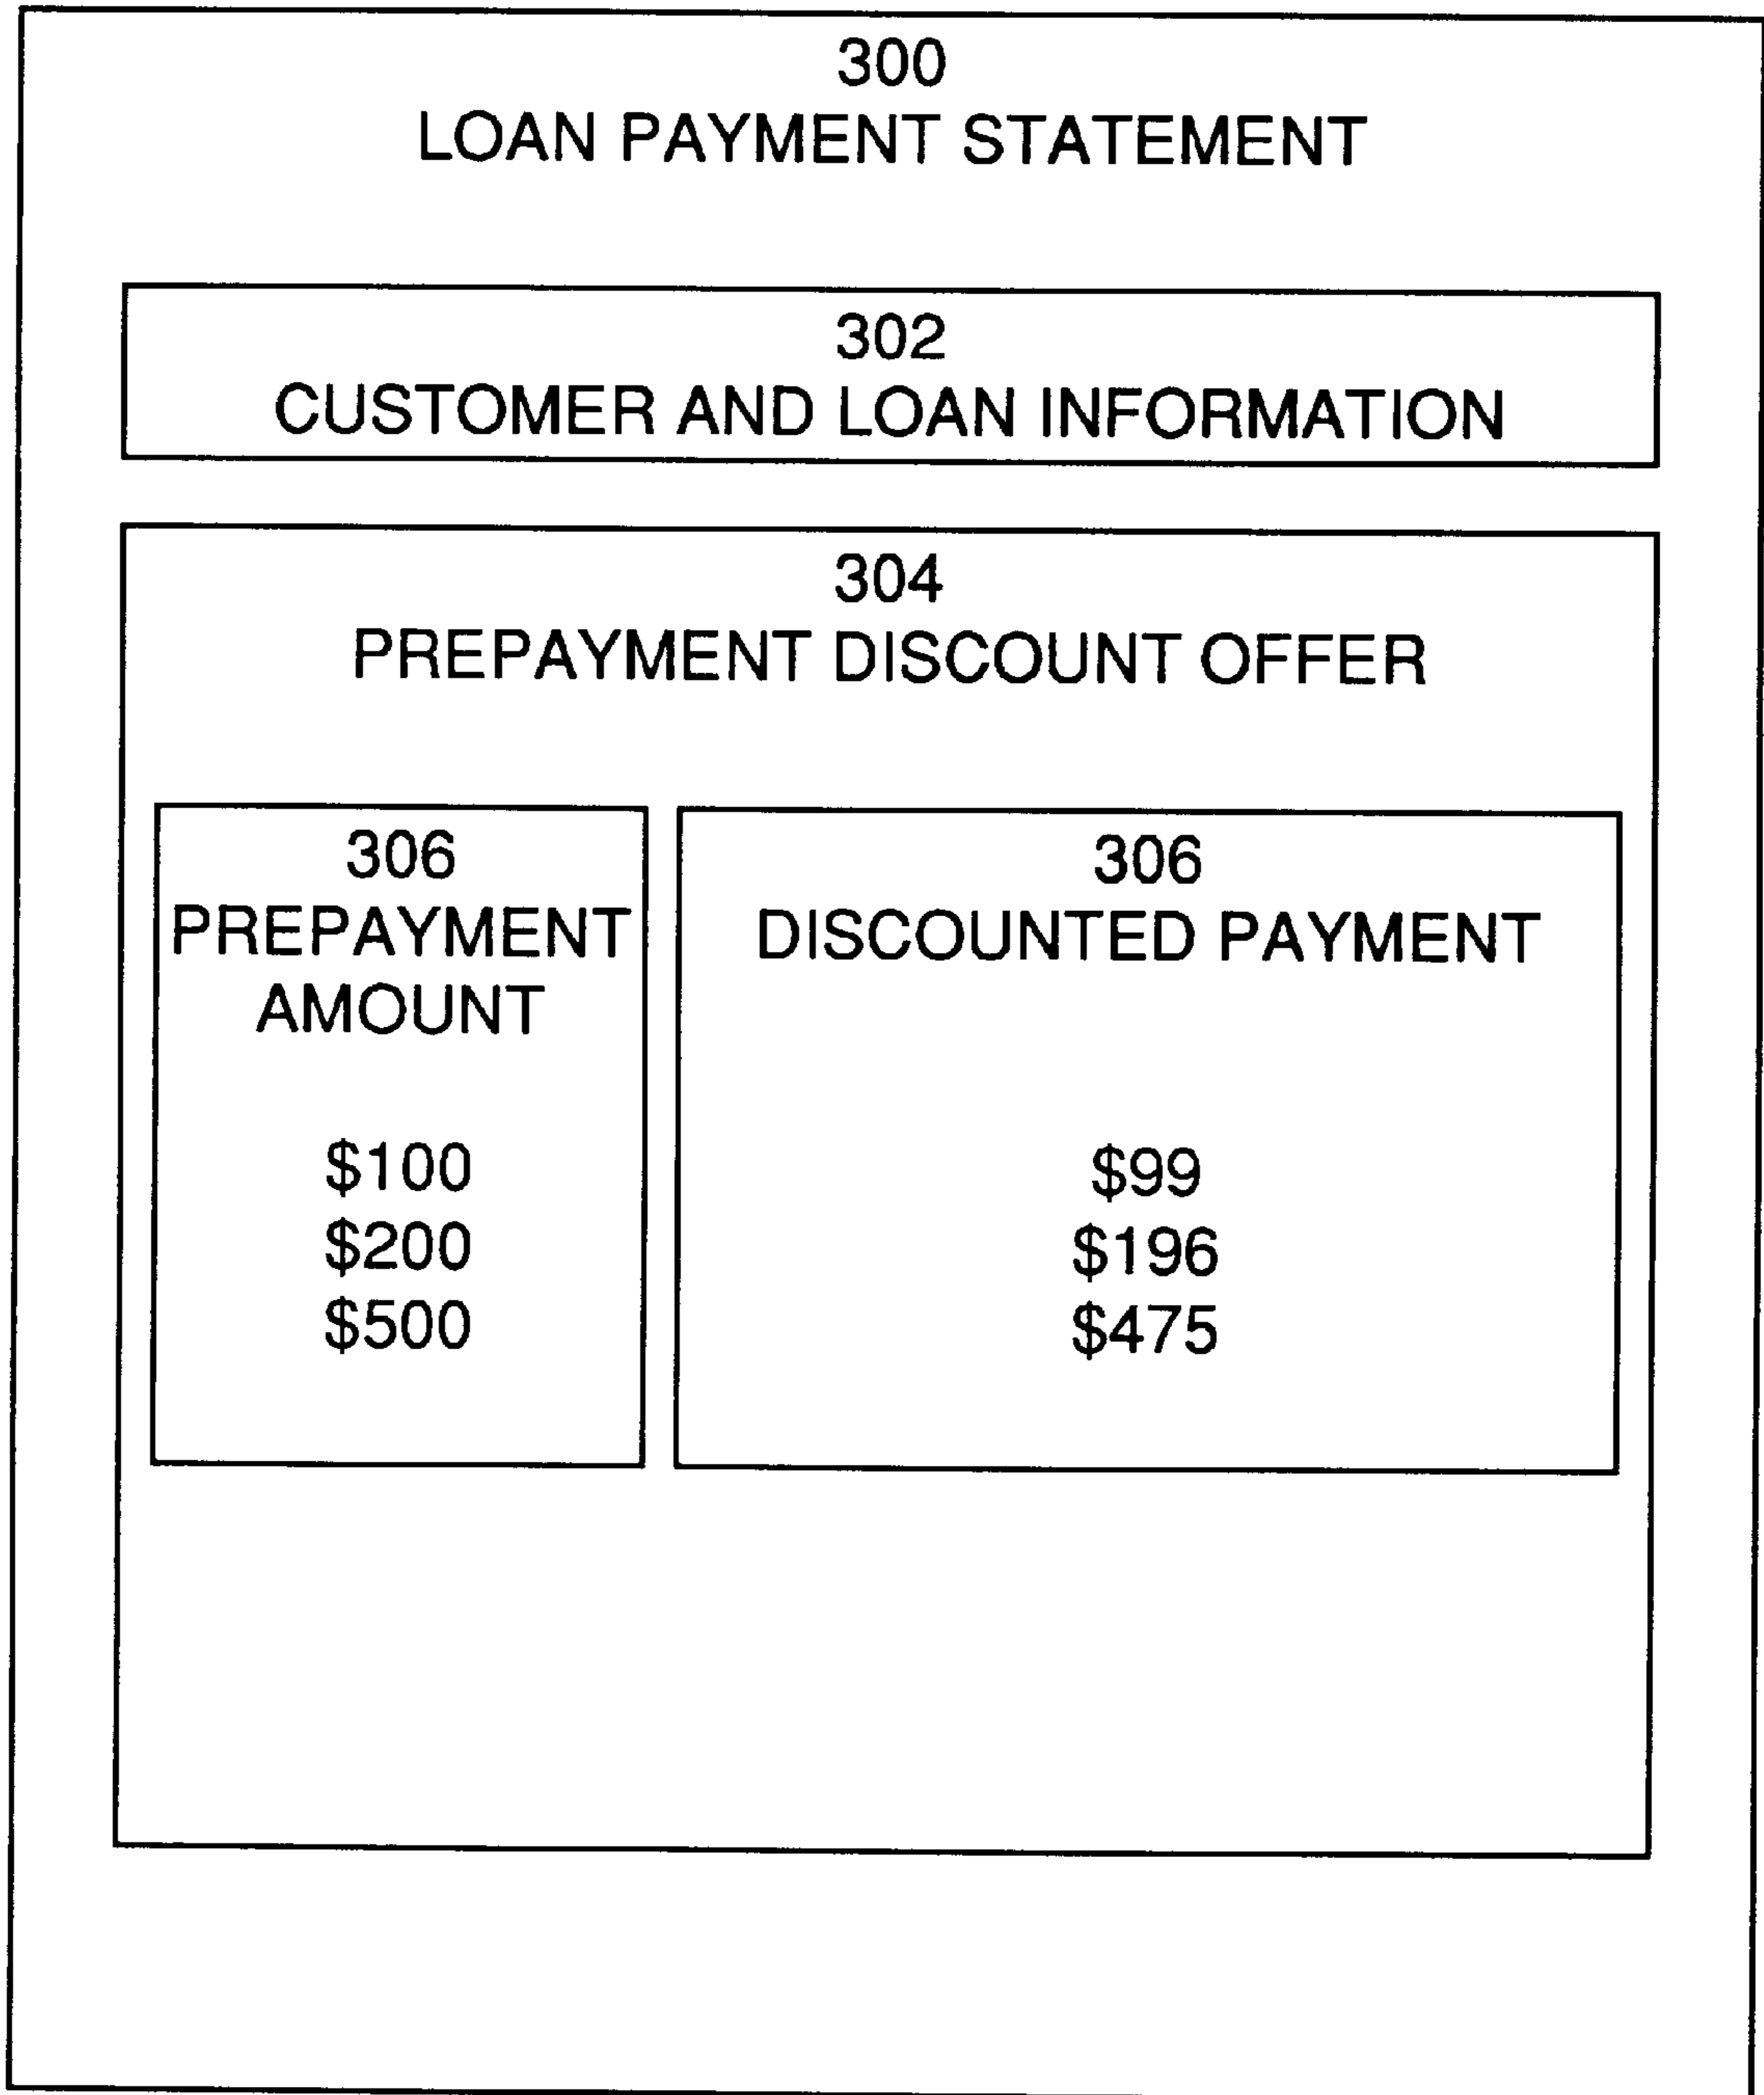 300
LOAN PAYMENT STATEMENT
302
CUSTOMER AND LOAN INFORMATION
304
PREPAYMENT DISCOUNT OFFER
306
PREPAYMENT
AMOUNT
$100
$200
$500
306
DISCOUNTED PAYMENT
$99
$196
$475